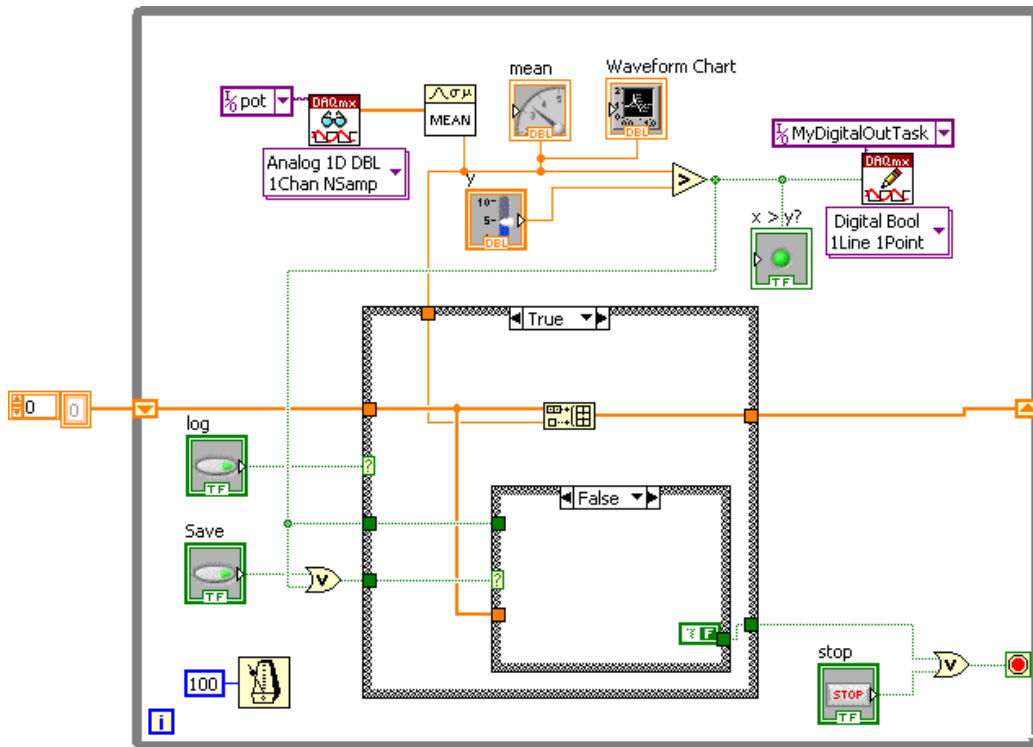 mean
Waveform Chart
I/O pot
DAQmx
MEAN
DBL
DBL
I/O MyDigitalOutTask
DAQmx
Analog 1D DBL
1Chan NSamp
y
10-
5-
DBL
>
x > y?
TF
Digital Bool
1Line 1Point
True
0
0
log
TF
?
False
Save
TF
v
?
F
stop
STOP
TF
v
100
i